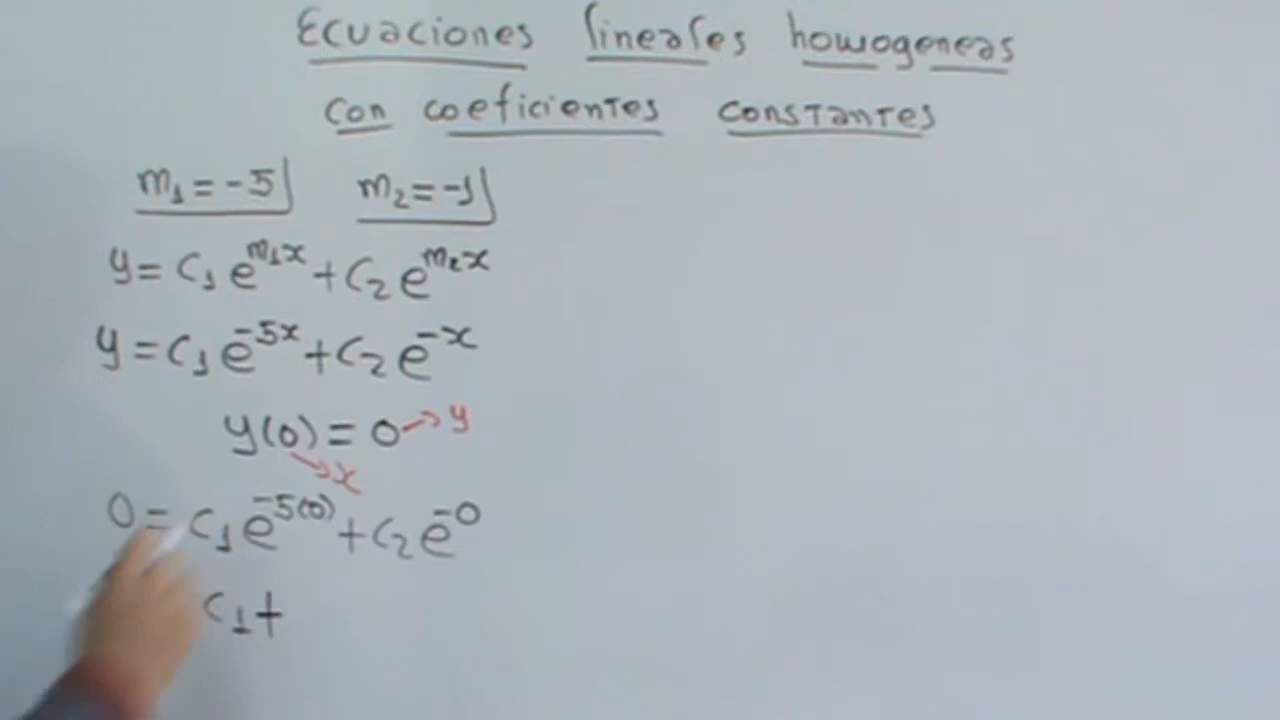 Ecuaciones lineales homogeneas
con coeficientes constantes
m₁ = -5 m₂ = -1
y = c₁e^{m₁x} + c₂e^{m₂x}
y = c₁e^{-5x} + c₂e^{-x}
y(0) = 0 → y
→ x
0 = c₁e^{-5(0)} + c₂e^{-0}
c₁ +